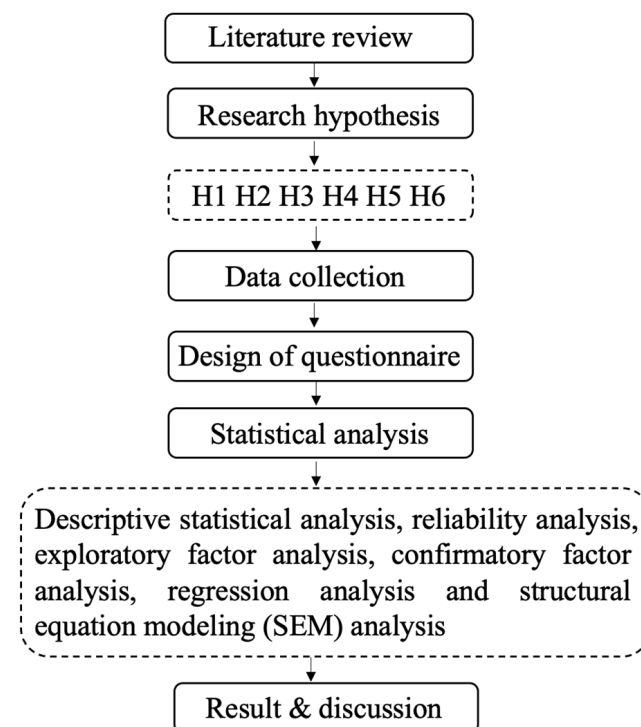 Literature review
Research hypothesis
H1 H2 H3 H4 H5 H6
Data collection
Design of questionnaire
Statistical analysis
Descriptive statistical analysis, reliability analysis,
exploratory factor analysis, confirmatory factor
analysis, regression analysis and structural
equation modeling (SEM) analysis
Result & discussion